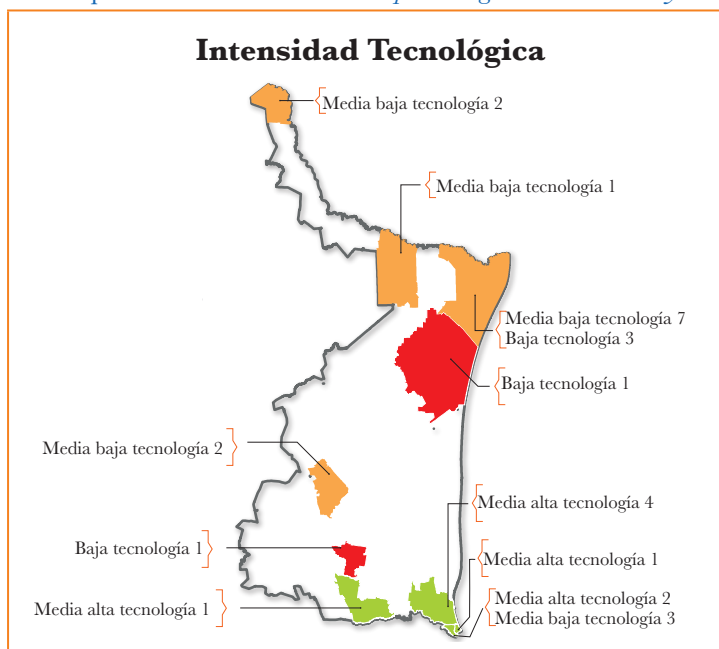 Intensidad Tecnológica
Media baja tecnología 2
Media baja tecnología 1
Media baja tecnología 7
Baja tecnología 3
Baja tecnología 1
Media baja tecnología 2
Media alta tecnología 4
Baja tecnología 1
Media alta tecnología 1
Media alta tecnología 1
Media alta tecnología 2
Media baja tecnología 3